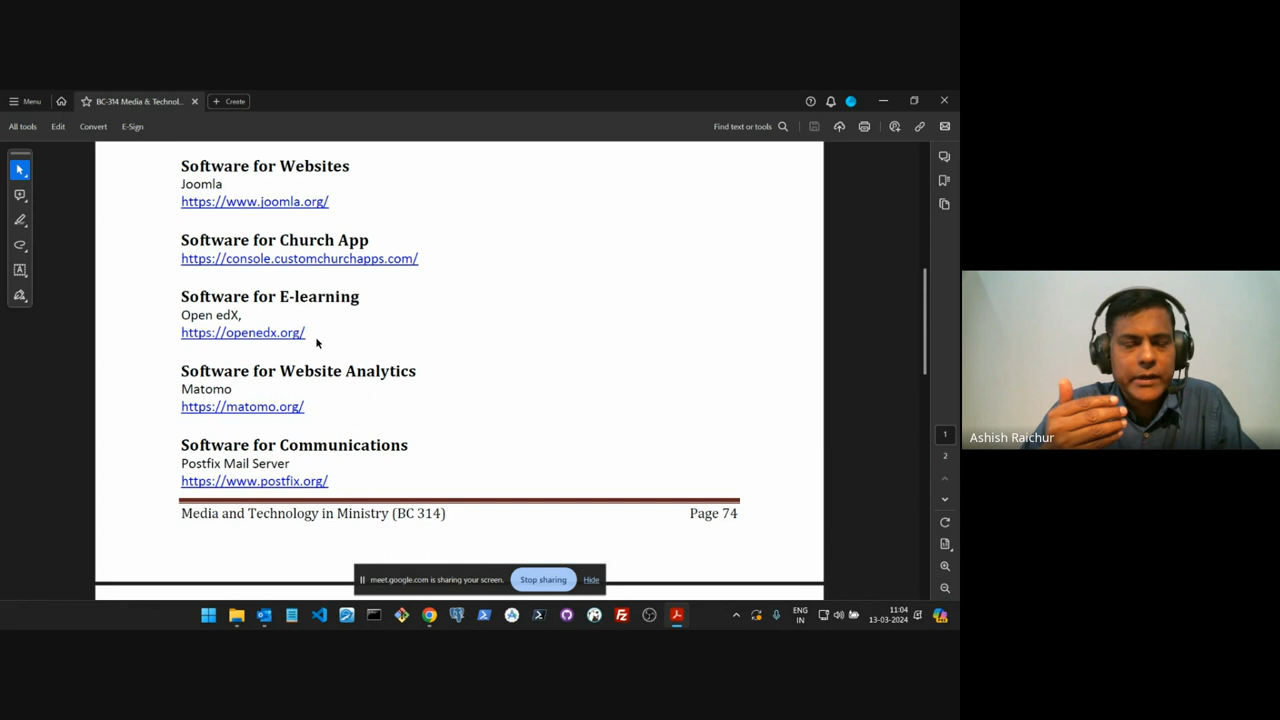 Menu
BC-314 Media & Technol...
Create
All tools
Edit
Convert
E-Sign
Find text or tools
Software for Websites
Joomla
https://www.joomla.org/
Software for Church App
https://console.customchurchapps.com/
Software for E-learning
Open edX,
https://openedx.org/
Software for Website Analytics
Matomo
https://matomo.org/
Software for Communications
Postfix Mail Server
https://www.postfix.org/
Media and Technology in Ministry (BC 314) Page 74
1
2
meet.google.com is sharing your screen. Stop sharing Hide
ENG
IN
11:04
13-03-2024
Ashish Raichur